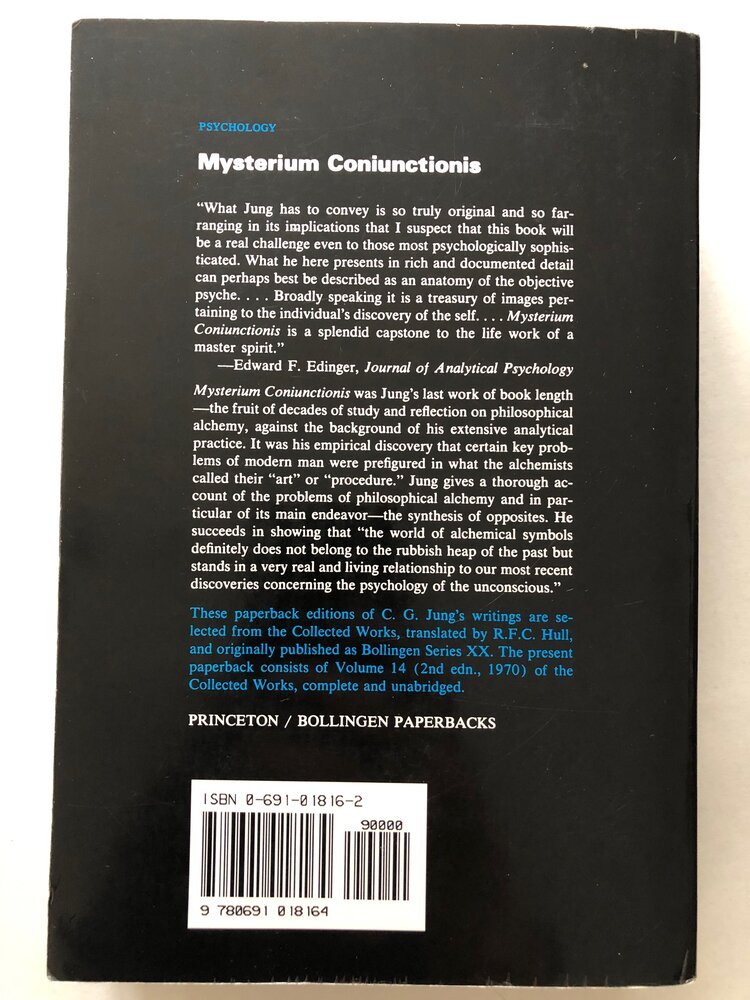 PSYCHOLOGY
Mysterium Coniunctionis
“What Jung has to convey is so truly original and so far-
ranging in its implications that I suspect that this book will
be a real challenge even to those most psychologically sophis-
ticated. What he here presents in rich and documented detail
can perhaps best be described as an anatomy of the objective
psyche. . . . Broadly speaking it is a treasury of images per-
taining to the individual’s discovery of the self. . . . Mysterium
Coniunctionis is a splendid capstone to the life work of a
master spirit.”
—Edward F. Edinger, Journal of Analytical Psychology
Mysterium Coniunctionis was Jung’s last work of book length
—the fruit of decades of study and reflection on philosophical
alchemy, against the background of his extensive analytical
practice. It was his empirical discovery that certain key prob-
lems of modern man were prefigured in what the alchemists
called their “art” or “procedure.” Jung gives a thorough ac-
count of the problems of philosophical alchemy and in par-
ticular of its main endeavor—the synthesis of opposites. He
succeeds in showing that “the world of alchemical symbols
definitely does not belong to the rubbish heap of the past but
stands in a very real and living relationship to our most recent
discoveries concerning the psychology of the unconscious.”
These paperback editions of C. G. Jung’s writings are se-
lected from the Collected Works, translated by R.F.C. Hull,
and originally published as Bollingen Series XX. The present
paperback consists of Volume 14 (2nd edn., 1970) of the
Collected Works, complete and unabridged.
PRINCETON / BOLLINGEN PAPERBACKS
ISBN 0-691-01816-2
90000
9 780691 018164